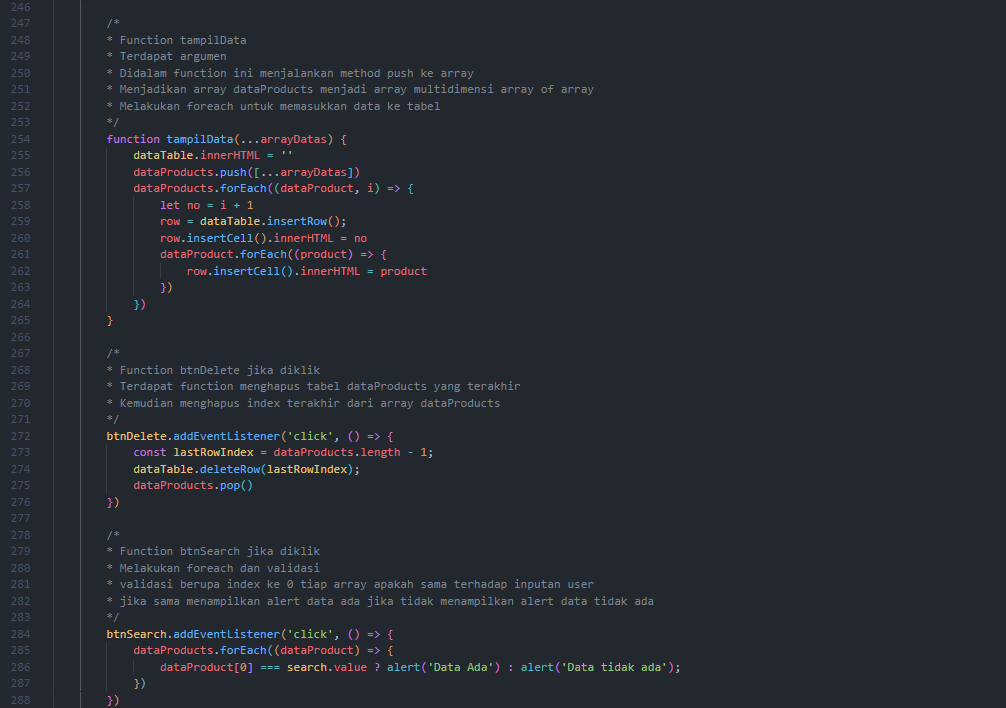 246
247 /*
248 * Function tampilData
249 * Terdapat argumen
250 * Didalam function ini menjalankan method push ke array
251 * Menjadikan array dataProducts menjadi array multidimensi array of array
252 * Melakukan foreach untuk memasukkan data ke tabel
253 */
254 function tampilData(...arrayDatas) {
255 dataTable.innerHTML = ''
256 dataProducts.push([...arrayDatas])
257 dataProducts.forEach((dataProduct, i) => {
258 let no = i + 1
259 row = dataTable.insertRow();
260 row.insertCell().innerHTML = no
261 dataProduct.forEach((product) => {
262 row.insertCell().innerHTML = product
263 })
264 })
265 }
266
267 /*
268 * Function btnDelete jika diklik
269 * Terdapat function menghapus tabel dataProducts yang terakhir
270 * Kemudian menghapus index terakhir dari array dataProducts
271 */
272 btnDelete.addEventListener('click', () => {
273 const lastRowIndex = dataProducts.length - 1;
274 dataTable.deleteRow(lastRowIndex);
275 dataProducts.pop()
276 })
277
278 /*
279 * Function btnSearch jika diklik
280 * Melakukan foreach dan validasi
281 * validasi berupa index ke 0 tiap array apakah sama terhadap inputan user
282 * jika sama menampilkan alert data ada jika tidak menampilkan alert data tidak ada
283 */
284 btnSearch.addEventListener('click', () => {
285 dataProducts.forEach((dataProduct) => {
286 dataProduct[0] === search.value ? alert('Data Ada') : alert('Data tidak ada');
287 })
288 })